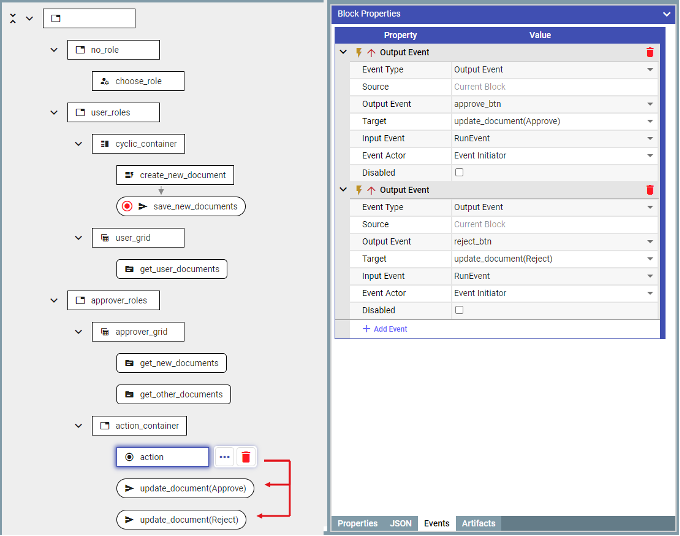 no_role
choose_role
user_roles
cyclic_container
create_new_document
save_new_documents
user_grid
get_user_documents
approver_roles
approver_grid
get_new_documents
get_other_documents
action_container
action
update_document(Approve)
update_document(Reject)
Block Properties
Property Value
Output Event
Event Type Output Event
Source Current Block
Output Event approve_btn
Target update_document(Approve)
Input Event RunEvent
Event Actor Event Initiator
Disabled
Output Event
Event Type Output Event
Source Current Block
Output Event reject_btn
Target update_document(Reject)
Input Event RunEvent
Event Actor Event Initiator
Disabled
+ Add Event
Properties JSON Events Artifacts